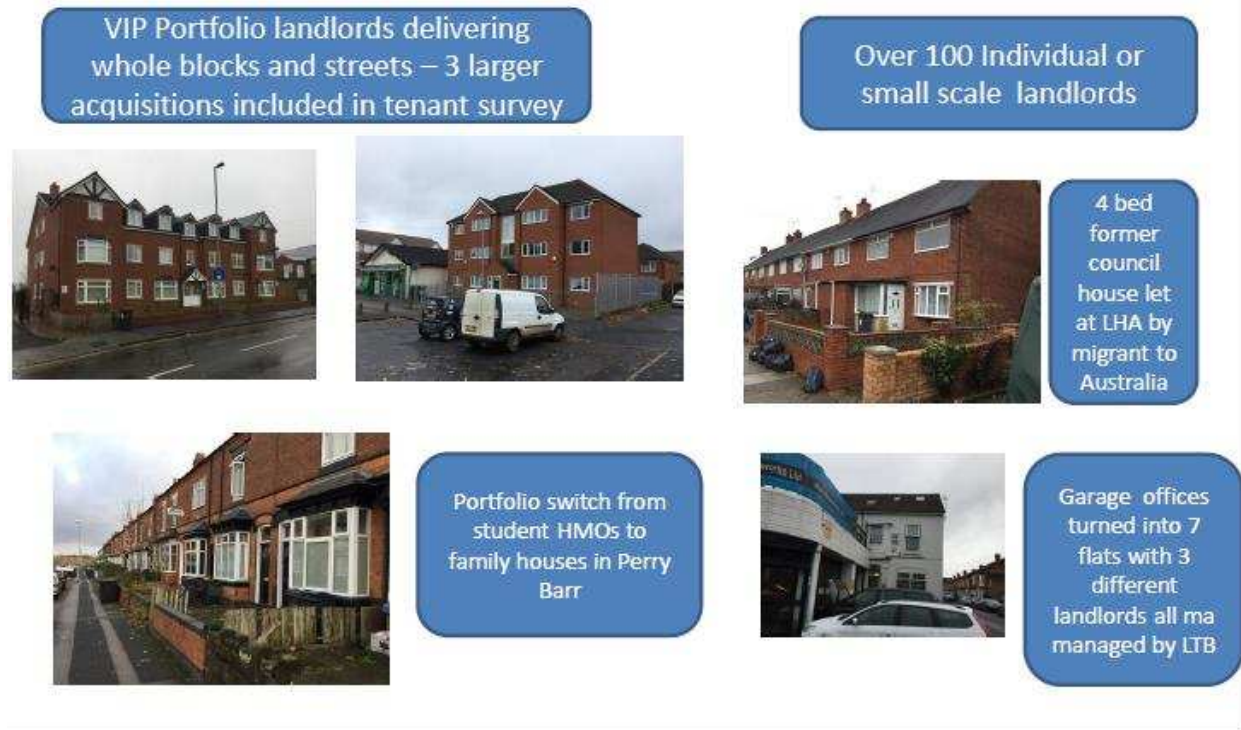 VIP Portfolio landlords delivering
whole blocks and streets – 3 larger
acquisitions included in tenant survey
Over 100 Individual or
small scale landlords
4 bed
former
council
house let
at LHA by
migrant to
Australia
Portfolio switch from
student HMOs to
family houses in Perry
Barr
Garage offices
turned into 7
flats with 3
different
landlords all ma
managed by LTB